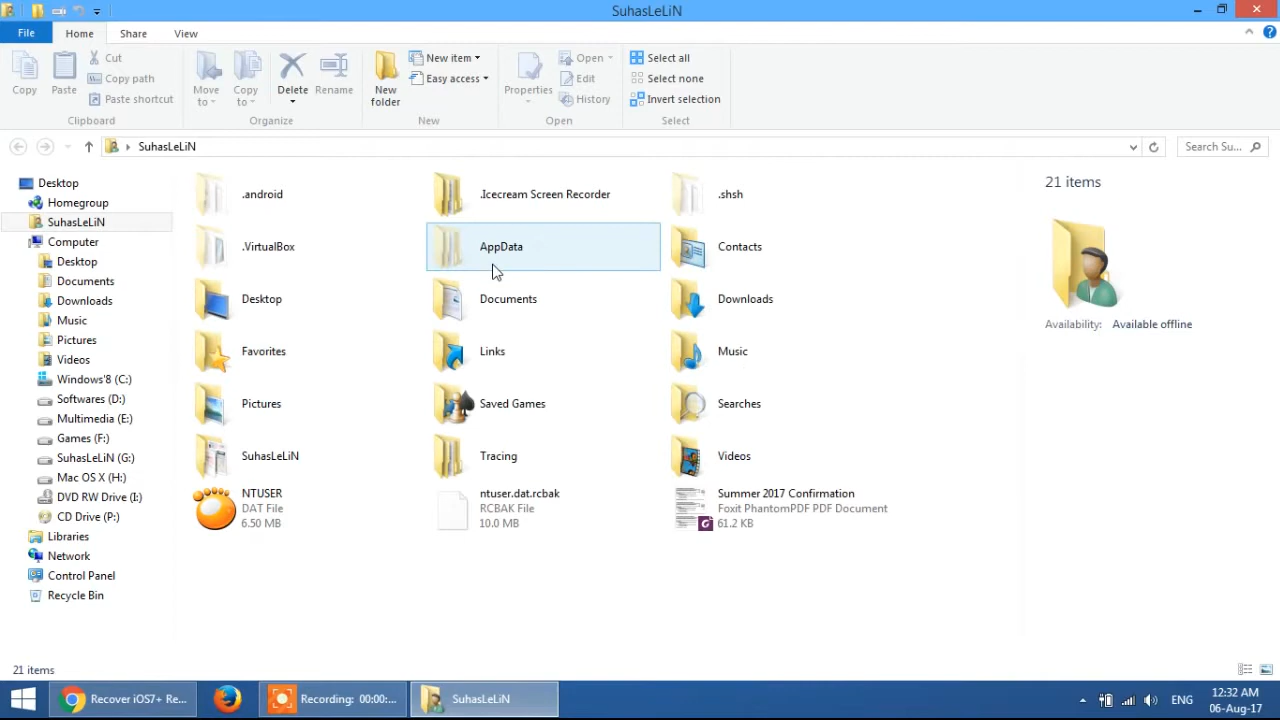 SuhasLeLiN
File
Home
Share
View
Copy
Paste
Cut
Copy path
Paste shortcut
Clipboard
Move to
Copy to
Delete
Rename
Organize
New folder
New item
Easy access
New
Properties
Open
Edit
History
Open
Select all
Select none
Invert selection
Select
SuhasLeLiN
Search Su...
Desktop
Homegroup
SuhasLeLiN
Computer
Desktop
Documents
Downloads
Music
Pictures
Videos
Windows'8 (C:)
Softwares (D:)
Multimedia (E:)
Games (F:)
SuhasLeLiN (G:)
Mac OS X (H:)
DVD RW Drive (I:)
CD Drive (P:)
Libraries
Network
Control Panel
Recycle Bin
.android
.Icecream Screen Recorder
.shsh
.VirtualBox
AppData
Contacts
Desktop
Documents
Downloads
Favorites
Links
Music
Pictures
Saved Games
Searches
SuhasLeLiN
Tracing
Videos
NTUSER
DAT File
6.50 MB
ntuser.dat.rcbak
RCBAK File
10.0 MB
Summer 2017 Confirmation
Foxit PhantomPDF PDF Document
61.2 KB
21 items
Availability: Available offline
21 items
Recover iOS7+ Re...
Recording: 00:00:...
SuhasLeLiN
ENG
12:32 AM
06-Aug-17